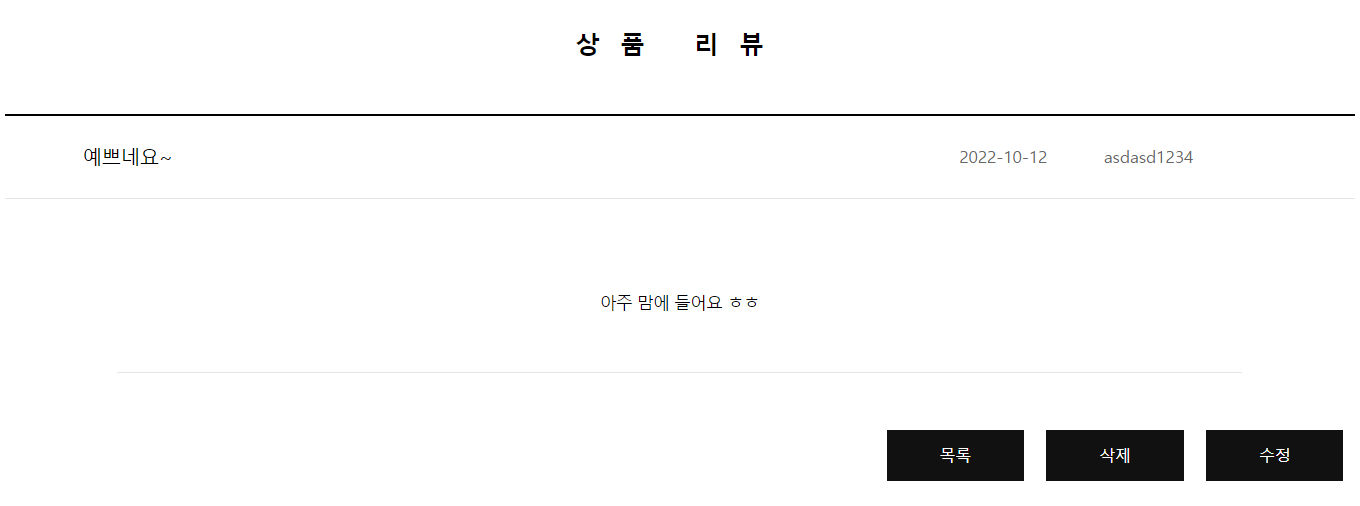 상 품 리 뷰
예쁘네요~ 2022-10-12 asdasd1234
아주 맘에 들어요 ㅎㅎ
목록 삭제 수정